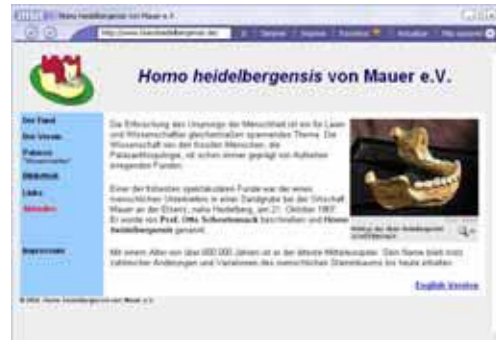 Homo heidelbergensis von Mauer e.V.
Der Fund
Der Verein
Links
Aktuelles
Impressum
Die Erforschung des Ursprungs der Menschheit ist ein für Laien
und Wissenschaftler gleichermaßen spannendes Thema. Die
Wissenschaft von den fossilen Menschen, die
Paläoanthropologie, ist schon immer geprägt von Aufsehen
erregenden Funden.
Einer der frühesten spektakulären Funde war der eines
menschlichen Unterkiefers in einer Sandgrube bei der Ortschaft
Mauer an der Elsenz, nahe Heidelberg, am 21. Oktober 1907.
Er wurde von Prof. Otto Schoetensack beschrieben und Homo
heidelbergensis genannt.
Mit einem Alter von über 600 000 Jahren ist er der älteste Mitteleuropäer. Sein Name blieb trotz
zahlreicher Änderungen und Variationen des menschlichen Stammbaums bis heute erhalten.
English Version